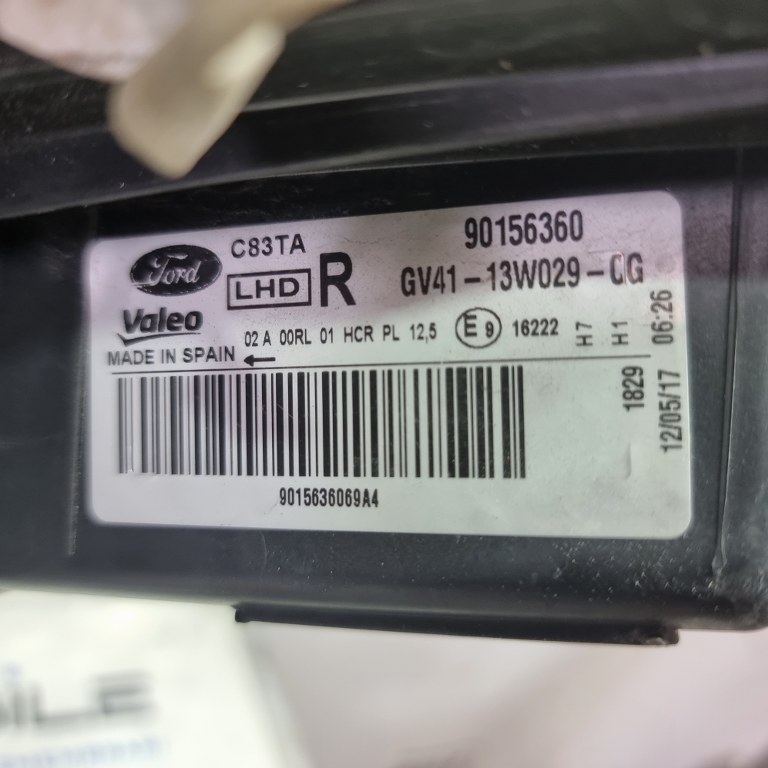 Ford
C83TA
90156360
LHD R
GV41-13W029-CG
Valeo
02 A 00RL 01 HCR PL 12,5 E9 16222 H7 H1
MADE IN SPAIN ←
1829
12/05/17 06:26
9015636069A4